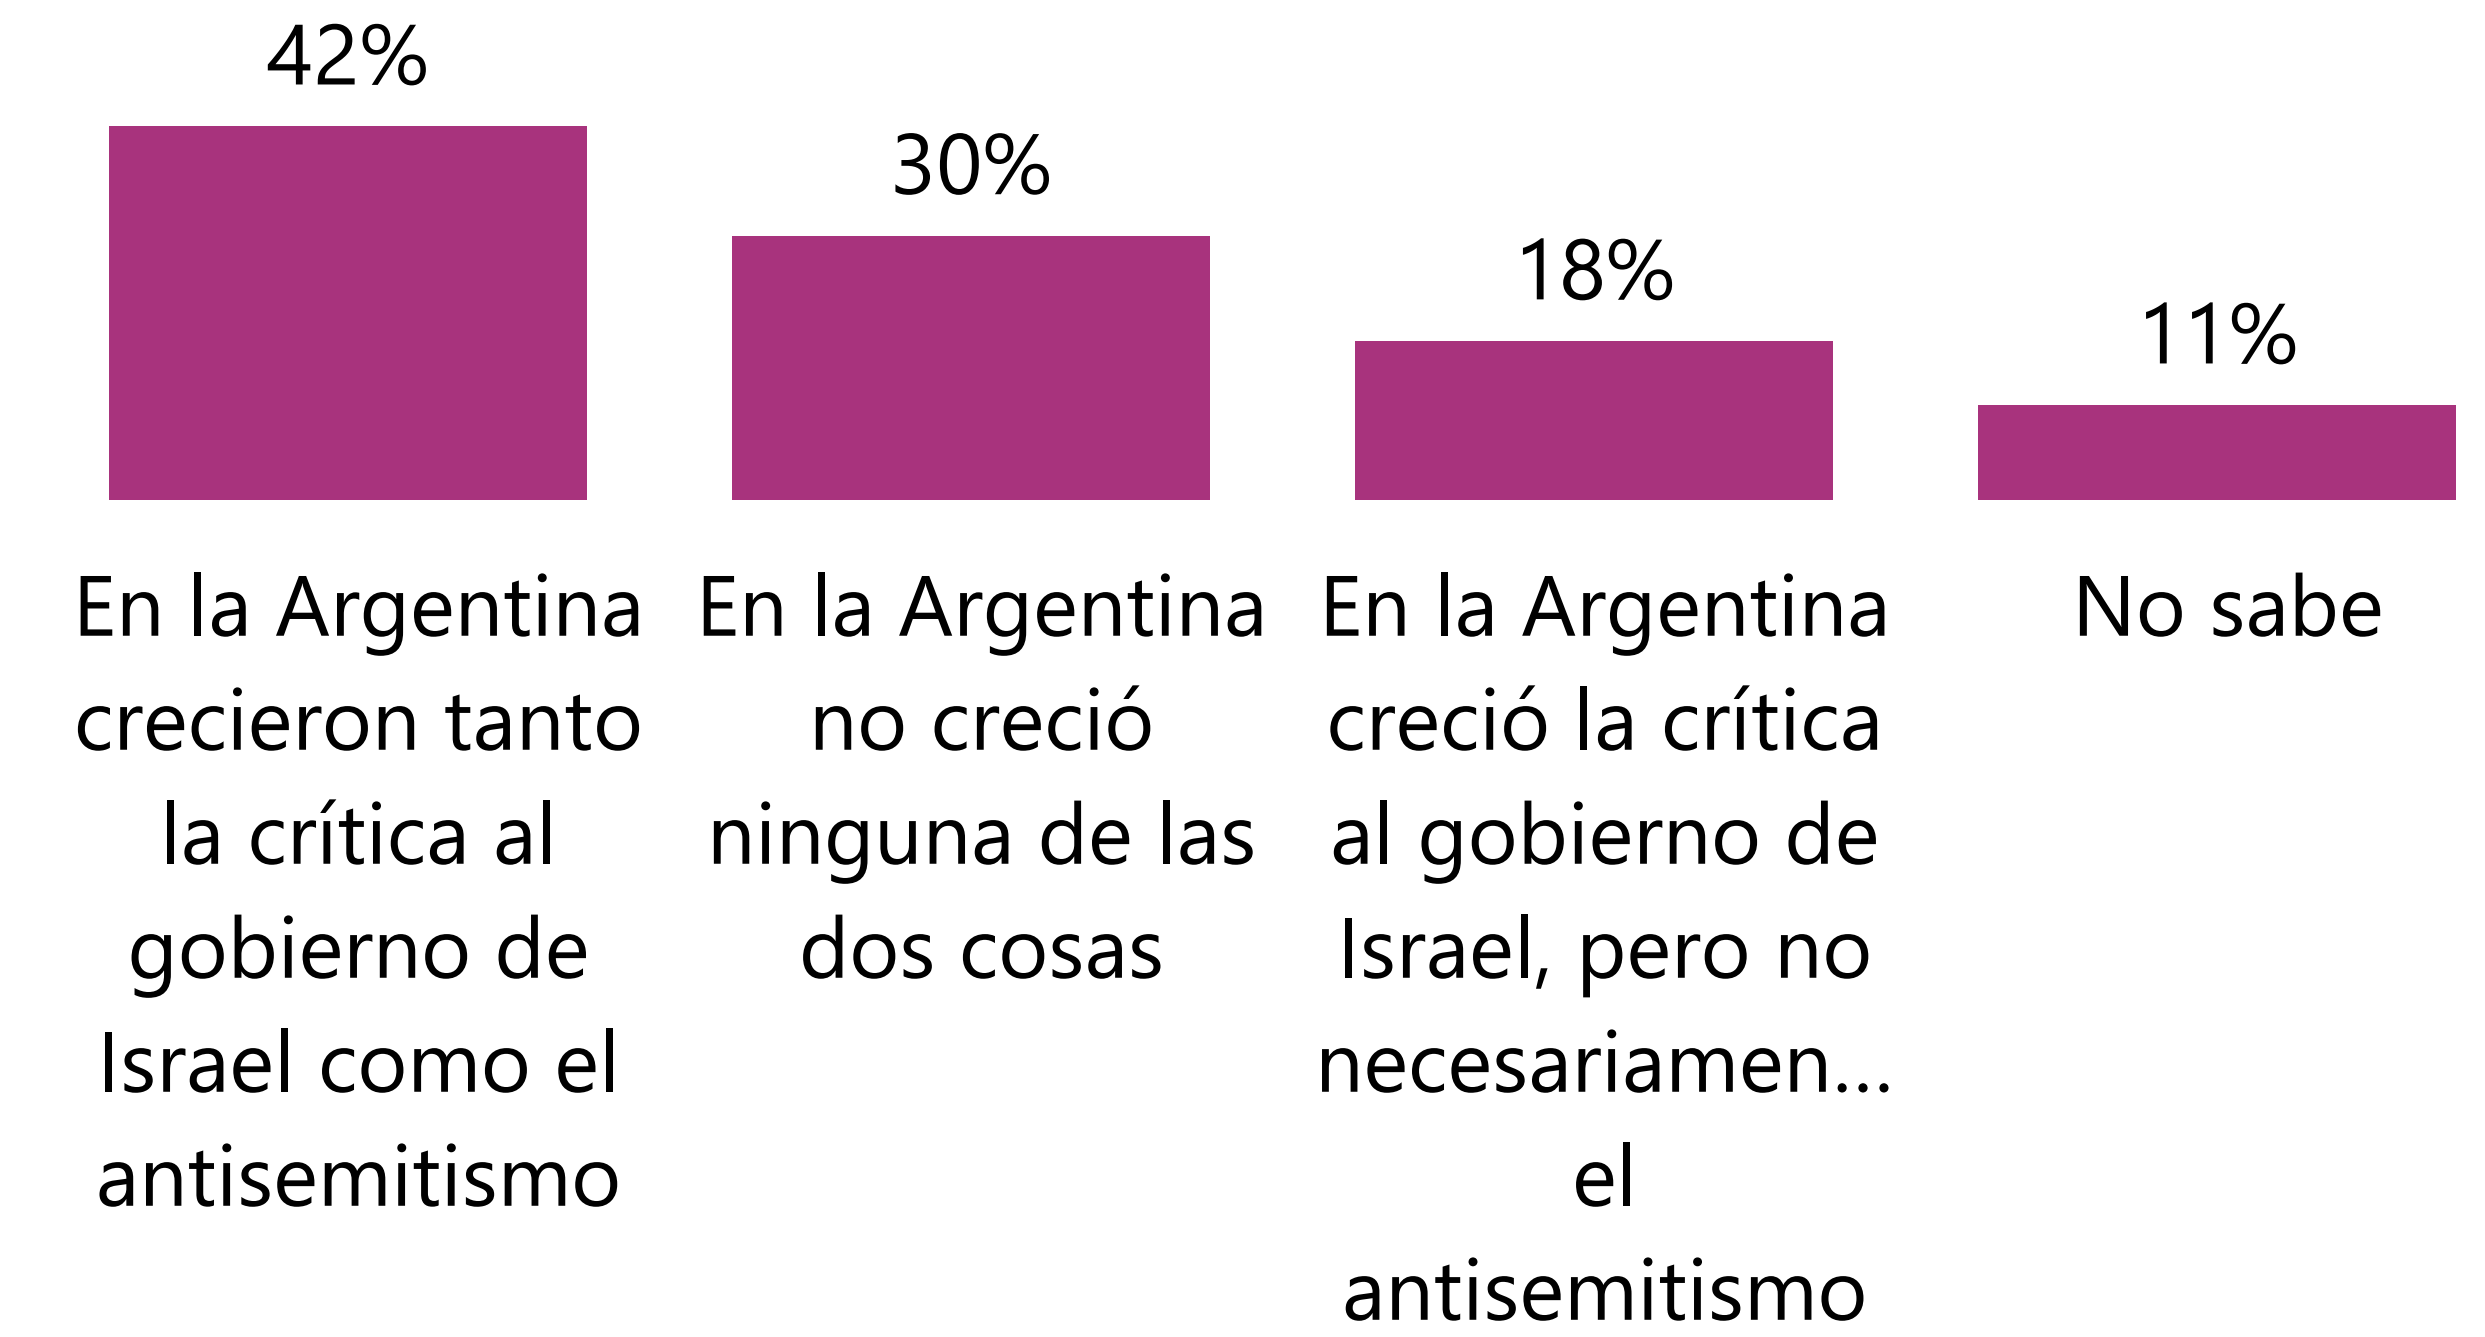 42%
30%
18%
11%
En la Argentina
crecieron tanto
la crítica al
gobierno de
Israel como el
antisemitismo
En la Argentina
no creció
ninguna de las
dos cosas
En la Argentina
creció la crítica
al gobierno de
Israel, pero no
necesariamen...
el
antisemitismo
No sabe